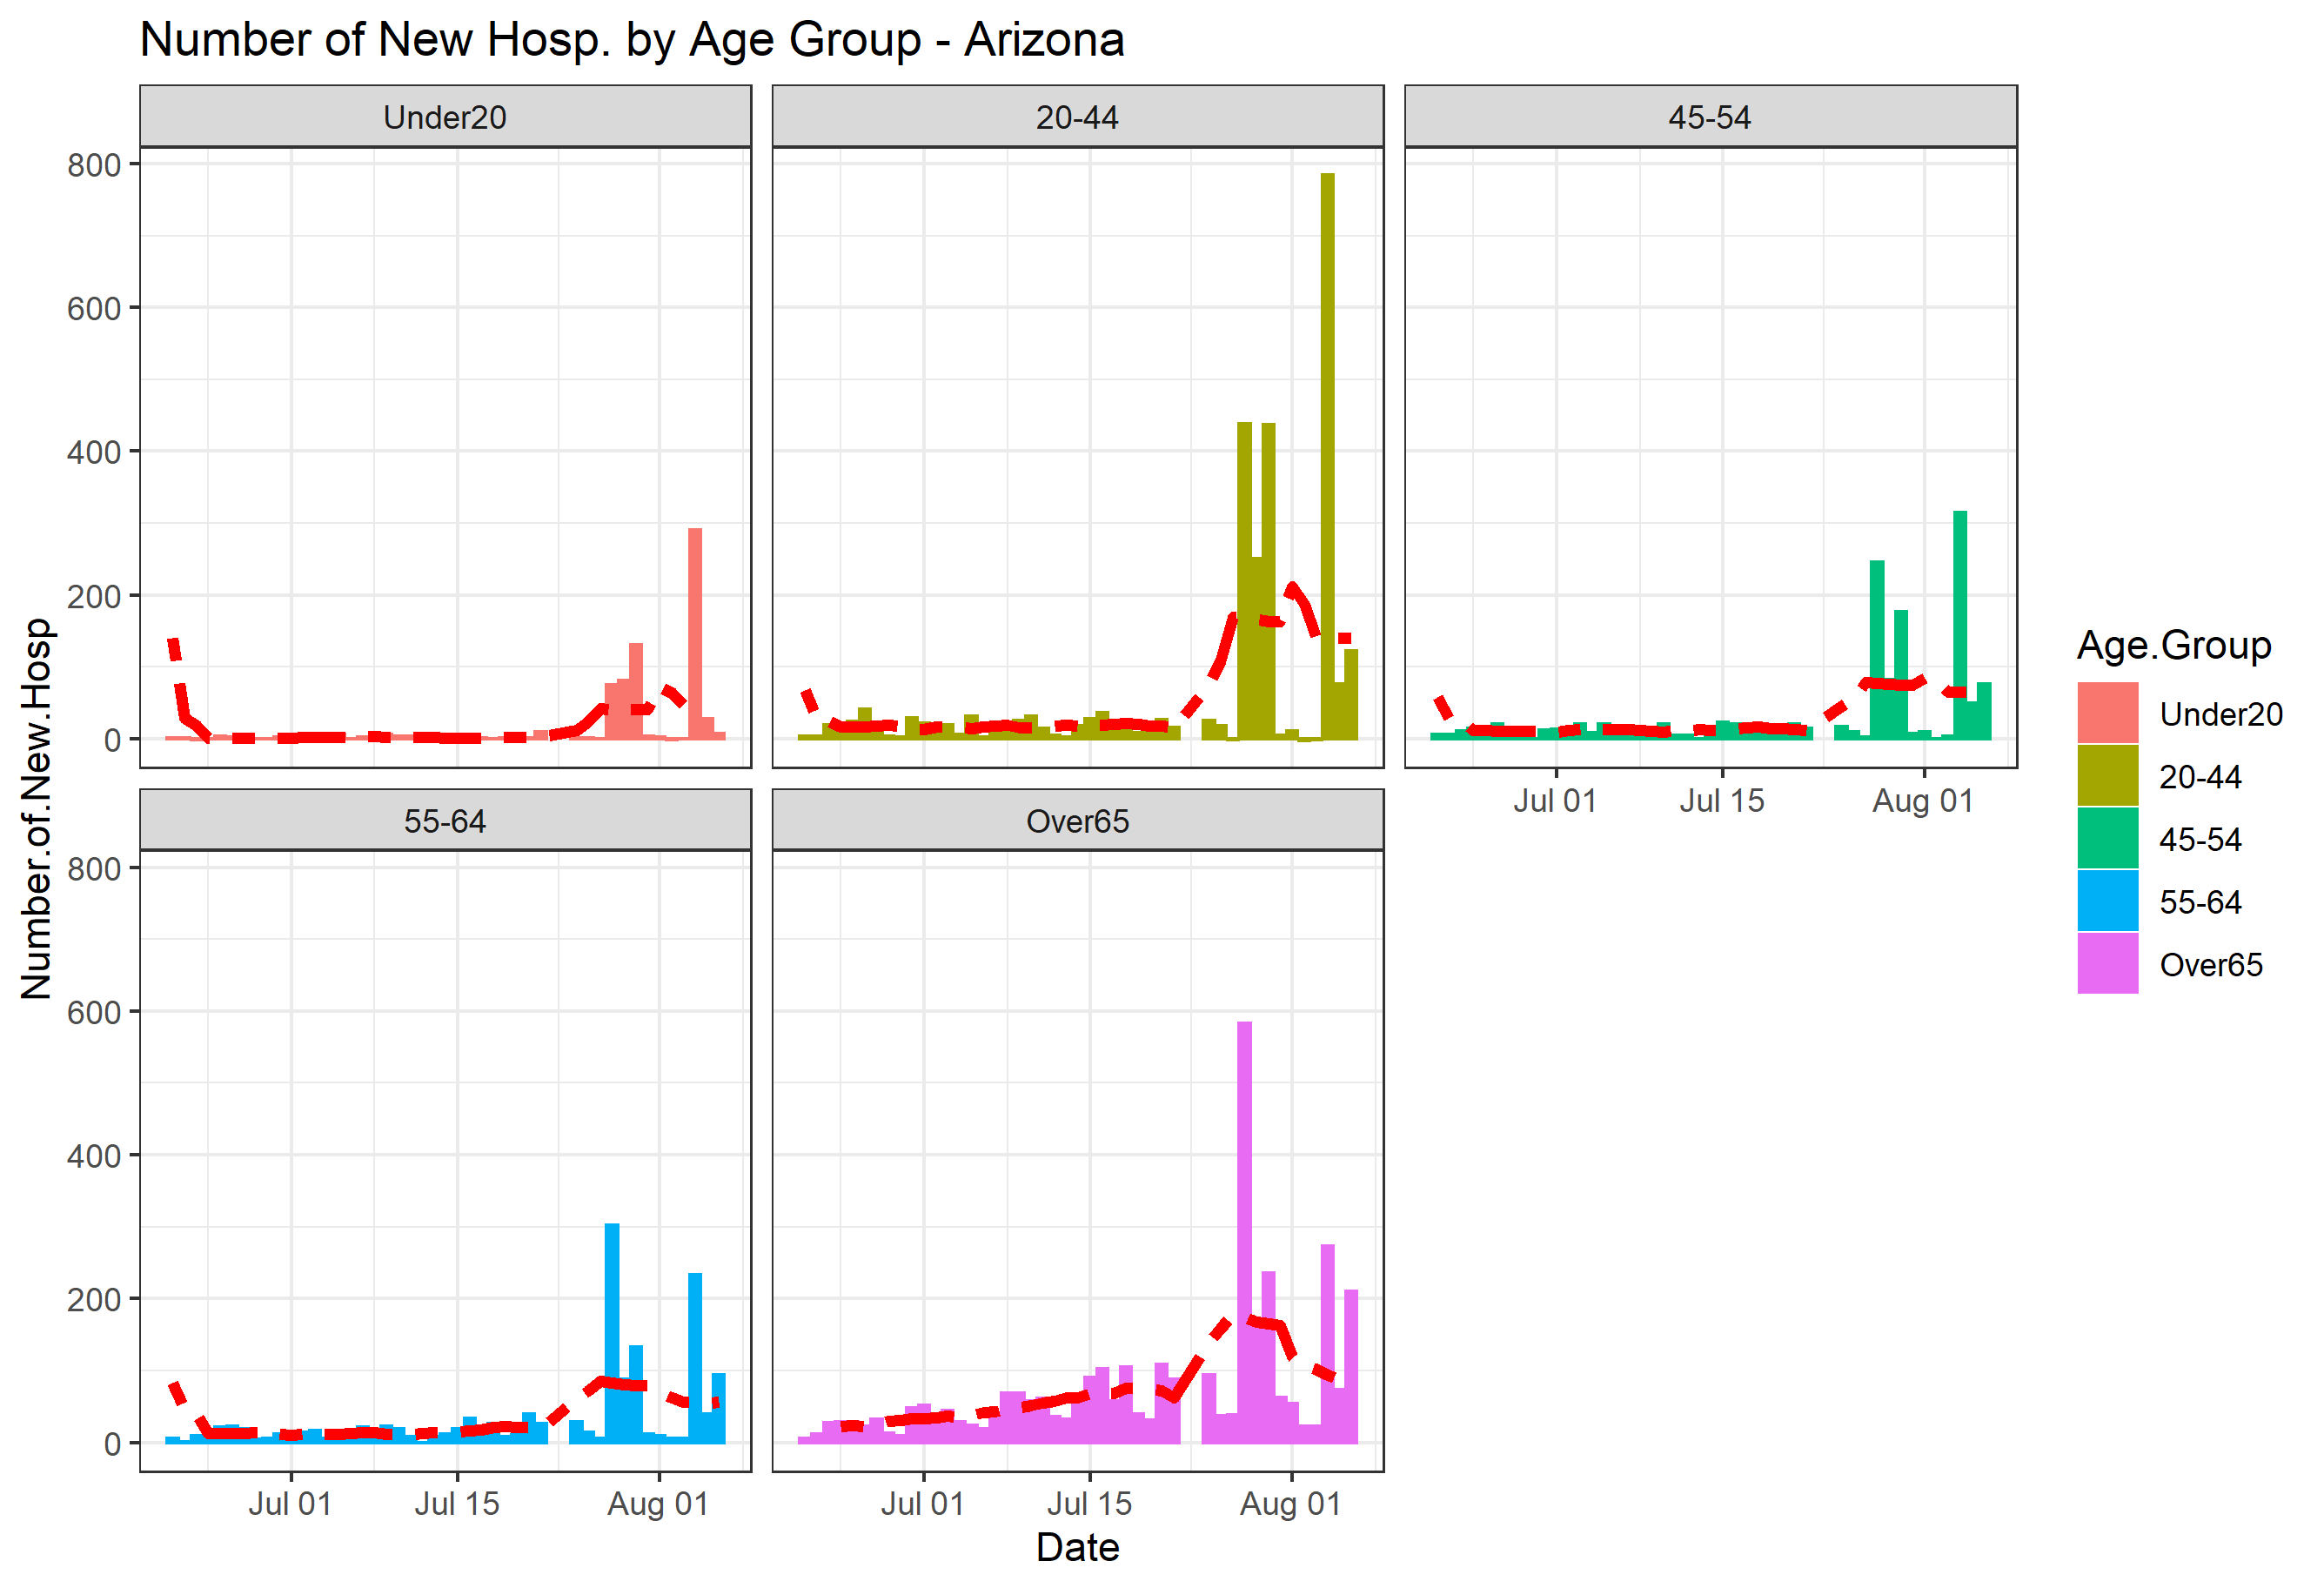 Number of New Hosp. by Age Group - Arizona
Under20
20-44
45-54
800
600
400
200
0
Jul 01
Jul 15
Aug 01
55-64
Over65
800
600
400
200
0
Jul 01
Jul 15
Aug 01
Jul 01
Jul 15
Aug 01
Date
Number.of.New.Hosp
Age.Group
Under20
20-44
45-54
55-64
Over65